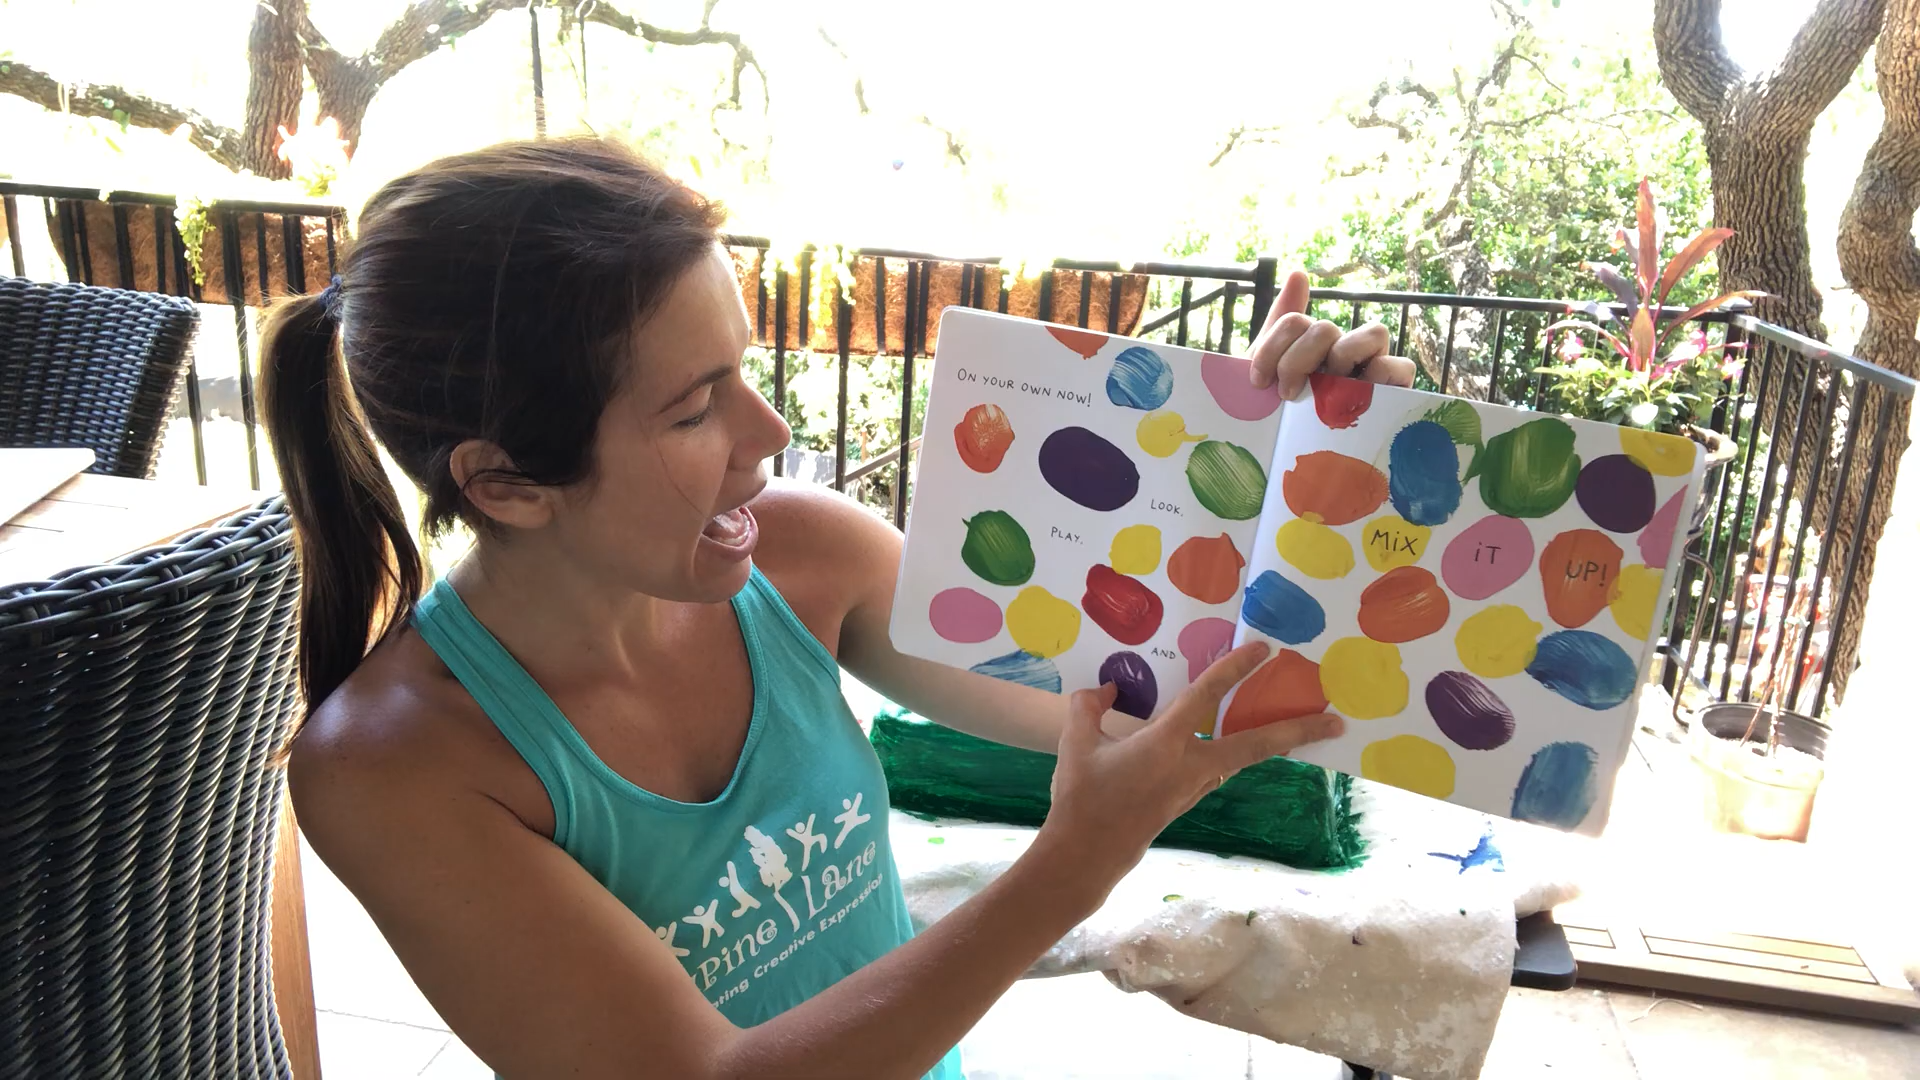 ON YOUR OWN NOW!
LOOK.
PLAY,
AND
MiX iT UP!
Pine Lane
Creative Expression